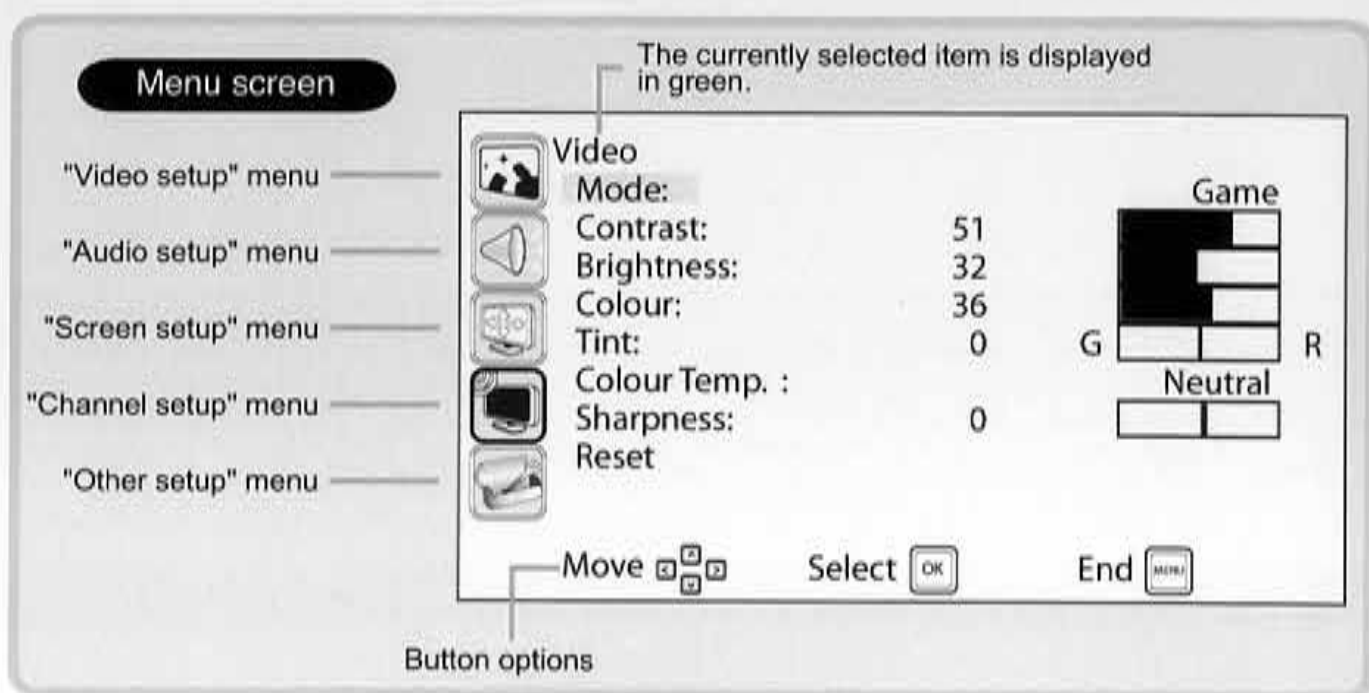 Menu screen
The currently selected item is displayed
in green.
"Video setup" menu
"Audio setup" menu
"Screen setup" menu
"Channel setup" menu
"Other setup" menu
Video
Mode: Game
Contrast: 51
Brightness: 32
Colour: 36
Tint: 0 G R
Colour Temp. : Neutral
Sharpness: 0
Reset
Move Select OK End MENU
Button options